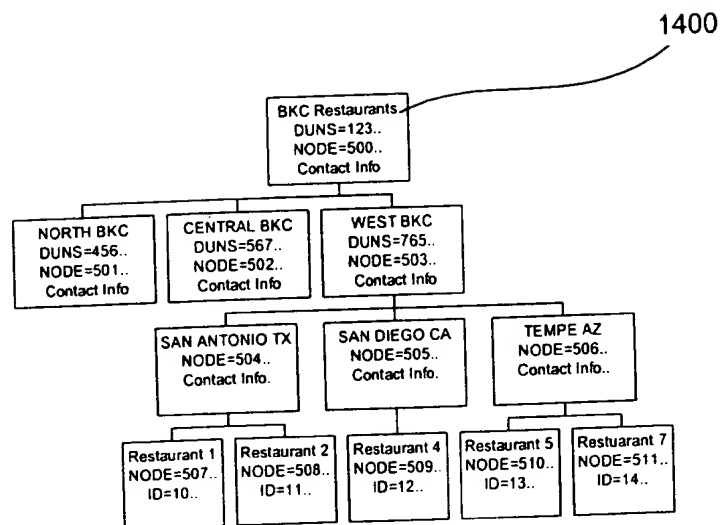 1400
BKC Restaurants
DUNS=123..
NODE=500..
Contact Info
NORTH BKC
DUNS=456..
NODE=501..
Contact Info
CENTRAL BKC
DUNS=567..
NODE=502..
Contact Info
WEST BKC
DUNS=765..
NODE=503..
Contact Info
SAN ANTONIO TX
NODE=504..
Contact Info.
SAN DIEGO CA
NODE=505..
Contact Info.
TEMPE AZ
NODE=506..
Contact Info..
Restaurant 1
NODE=507..
ID=10..
Restaurant 2
NODE=508..
ID=11..
Restaurant 4
NODE=509..
ID=12..
Restaurant 5
NODE=510..
ID=13..
Restuarant 7
NODE=511..
ID=14..